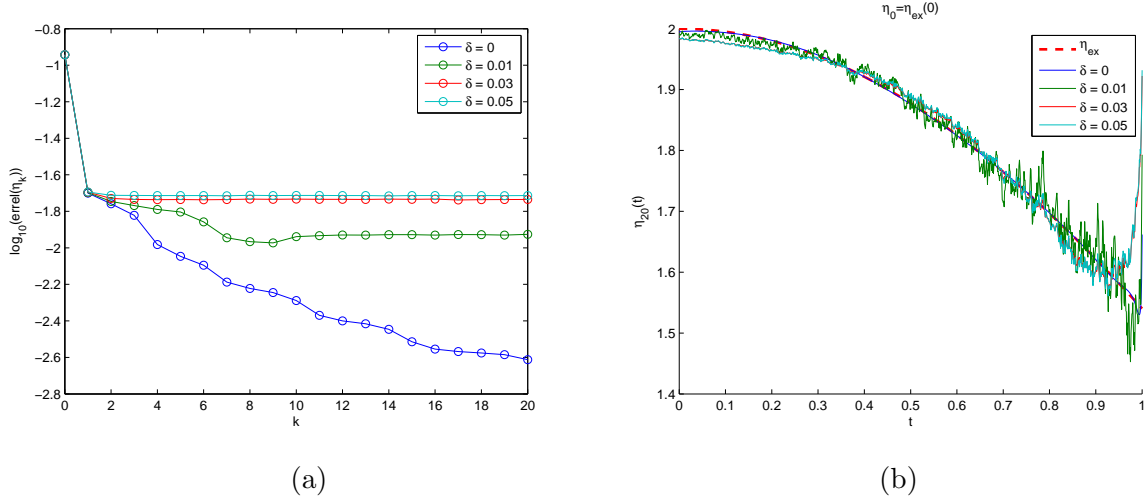 −0.8
−1
−1.2
−1.4
−1.6
−1.8
−2
−2.2
−2.4
−2.6
−2.8
0 2 4 6 8 10 12 14 16 18 20
k
log₁₀(errel(ηₖ))
δ = 0
δ = 0.01
δ = 0.03
δ = 0.05
(a)
η₀=ηₑₓ(0)
2
1.9
1.8
1.7
1.6
1.5
1.4
0 0.1 0.2 0.3 0.4 0.5 0.6 0.7 0.8 0.9 1
t
η₂₀(t)
ηₑₓ
δ = 0
δ = 0.01
δ = 0.03
δ = 0.05
(b)